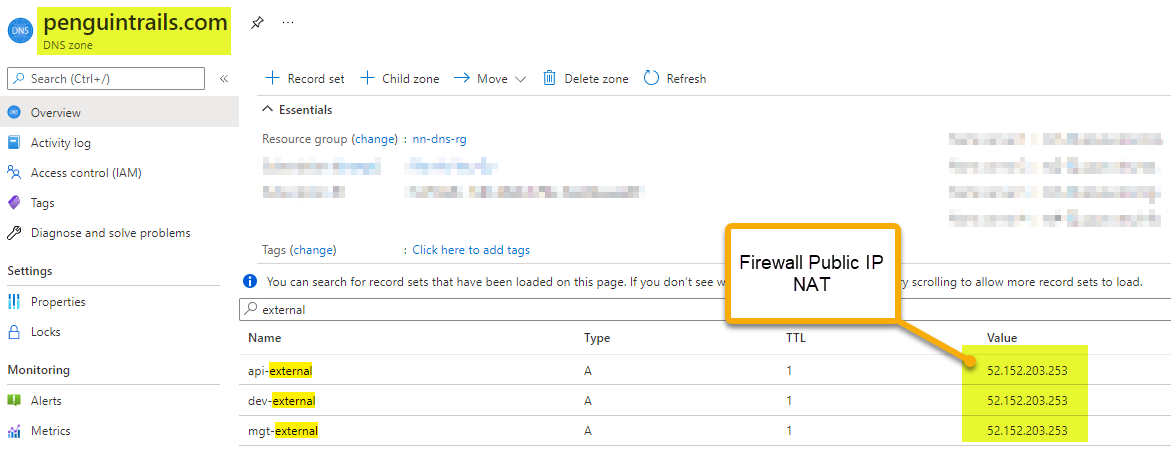 penguintrails.com
DNS
DNS zone
...
Search (Ctrl+/)
«
Overview
Activity log
Access control (IAM)
Tags
Diagnose and solve problems
Settings
Properties
Locks
Monitoring
Alerts
Metrics
+ Record set + Child zone → Move Delete zone Refresh
Essentials
Resource group (change) : nn-dns-rg
:
:
Tags (change) : Click here to add tags
Firewall Public IP
NAT
You can search for record sets that have been loaded on this page. If you don't see w y scrolling to allow more record sets to load.
external
Name Type TTL Value
api-external A 1 52.152.203.253
dev-external A 1 52.152.203.253
mgt-external A 1 52.152.203.253